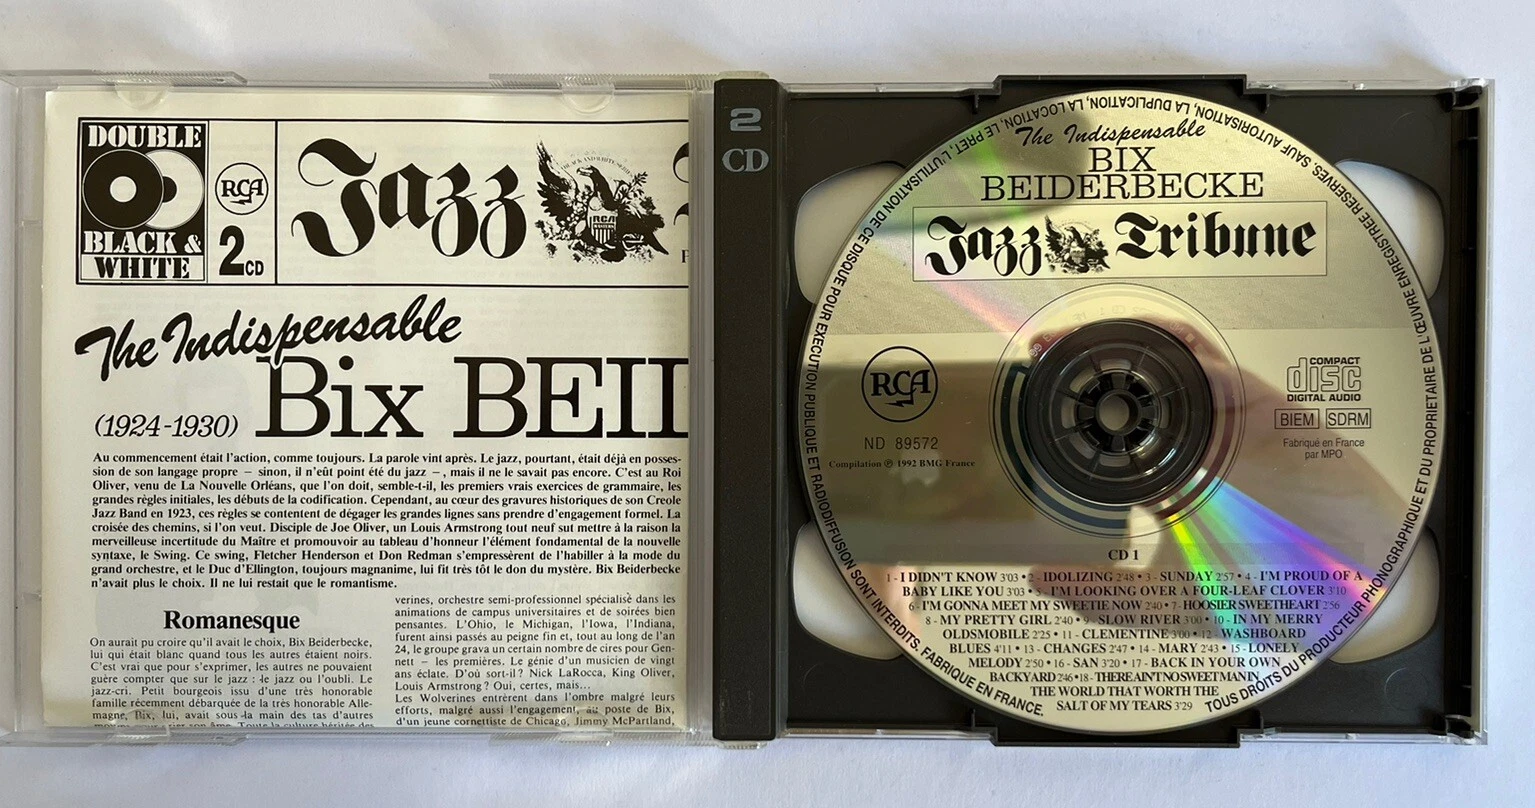 DOUBLE
BLACK &
WHITE
RCA
2CD
Jazz
BLACK AND WHITE SERIE
RCA
The Indispensable
(1924-1930)
Bix BEII
Au commencement était l'action, comme toujours. La parole vint après. Le jazz, pourtant, était déjà en posses-
sion de son langage propre – sinon, il n'eût point été du jazz – , mais il ne le savait pas encore. C'est au Roi
Oliver, venu de La Nouvelle Orléans, que l'on doit, semble-t-il, les premiers vrais exercices de grammaire, les
grandes règles initiales, les débuts de la codification. Cependant, au cœur des gravures historiques de son Creole
Jazz Band en 1923, ces règles se contentent de dégager les grandes lignes sans prendre d'engagement formel. La
croisée des chemins, si l'on veut. Disciple de Joe Oliver, un Louis Armstrong tout neuf sut mettre à la raison la
merveilleuse incertitude du Maître et promouvoir au tableau d'honneur l'élément fondamental de la nouvelle
syntaxe, le Swing. Ce swing, Fletcher Henderson et Don Redman s'empressèrent de l'habiller à la mode du
grand orchestre, et le Duc d'Ellington, toujours magnanime, lui fit très tôt le don du mystère. Bix Beiderbecke
n'avait plus le choix. Il ne lui restait que le romantisme.
Romanesque
On aurait pu croire qu'il avait le choix, Bix Beiderbecke,
lui qui était blanc quand tous les autres étaient noirs.
C'est vrai que pour s'exprimer, les autres ne pouvaient
guère compter que sur le jazz : le jazz ou l'oubli. Le
jazz-cri. Petit bourgeois issu d'une très honorable
famille récemment débarquée de la très honorable Alle-
magne, Bix, lui, avait sous la main des tas d'autres
moyens pour vider son âme. Toute la culture héritée des
verines, orchestre semi-professionnel spécialisé dans les
animations de campus universitaires et de soirées bien
pensantes. L'Ohio, le Michigan, l'Iowa, l'Indiana,
furent ainsi passés au peigne fin et, tout au long de l'an
24, le groupe grava un certain nombre de cires pour Gen-
nett – les premières. Le génie d'un musicien de vingt
ans éclate. D'où sort-il ? Nick LaRocca, King Oliver,
Louis Armstrong ? Oui, certes, mais...
Les Wolverines entrèrent dans l'ombre malgré leurs
efforts, malgré aussi l'engagement, au poste de Bix,
d'un jeune cornettiste de Chicago, Jimmy McPartland,
2
CD
The Indispensable
BIX
BEIDERBECKE
Jazz Tribune
RCA
ND 89572
Compilation ℗ 1992 BMG France
COMPACT
disc
DIGITAL AUDIO
BIEM SDRM
Fabriqué en France
par MPO
CD 1
1 - I DIDN'T KNOW 3'03 • 2 - IDOLIZING 2'48 • 3 - SUNDAY 2'57 • 4 - I'M PROUD OF A
BABY LIKE YOU 3'03 • 5 - I'M LOOKING OVER A FOUR-LEAF CLOVER 3'10
• 6 - I'M GONNA MEET MY SWEETIE NOW 2'40 • 7 - HOOSIER SWEETHEART 2'56
8 - MY PRETTY GIRL 2'40 • 9 - SLOW RIVER 3'00 • 10 - IN MY MERRY
OLDSMOBILE 2'25 • 11 - CLEMENTINE 3'00 • 12 - WASHBOARD
BLUES 4'11 • 13 - CHANGES 2'47 • 14 - MARY 2'43 • 15 - LONELY
MELODY 2'50 • 16 - SAN 3'20 • 17 - BACK IN YOUR OWN
BACKYARD 2'46 • 18 - THERE AIN'T NO SWEET MAN IN
THE WORLD THAT WORTH THE
SALT OF MY TEARS 3'29
TOUS DROITS DU PRODUCTEUR PHONOGRAPHIQUE ET DU PROPRIETAIRE DE L'ŒUVRE ENREGISTREE RESERVES. SAUF AUTORISATION, LA DUPLICATION, LA LOCATION, LE PRET, L'UTILISATION DE CE DISQUE POUR EXECUTION PUBLIQUE ET RADIODIFFUSION SONT INTERDITS. FABRIQUE EN FRANCE.